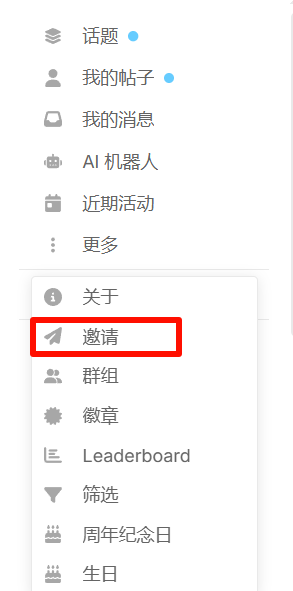 话题
我的帖子
我的消息
AI 机器人
近期活动
更多
关于
邀请
群组
徽章
Leaderboard
筛选
周年纪念日
生日